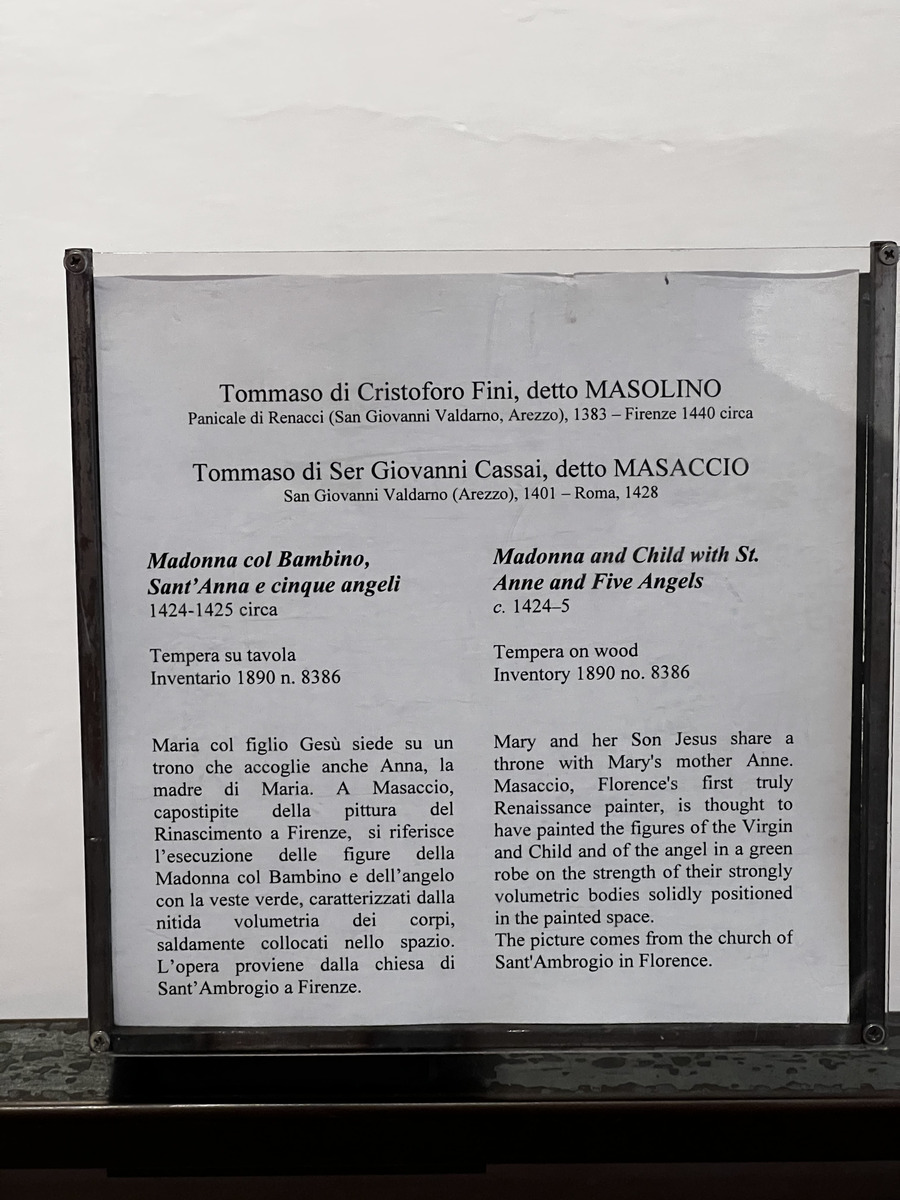 Tommaso di Cristoforo Fini, detto MASOLINO
Panicale di Renacci (San Giovanni Valdarno, Arezzo), 1383 – Firenze 1440 circa
Tommaso di Ser Giovanni Cassai, detto MASACCIO
San Giovanni Valdarno (Arezzo), 1401 – Roma, 1428
Madonna col Bambino,
Sant'Anna e cinque angeli
1424-1425 circa
Tempera su tavola
Inventario 1890 n. 8386
Maria col figlio Gesù siede su un
trono che accoglie anche Anna, la
madre di Maria. A Masaccio,
capostipite della pittura del
Rinascimento a Firenze, si riferisce
l'esecuzione delle figure della
Madonna col Bambino e dell'angelo
con la veste verde, caratterizzati dalla
nitida volumetria dei corpi,
saldamente collocati nello spazio.
L'opera proviene dalla chiesa di
Sant'Ambrogio a Firenze.
Madonna and Child with St.
Anne and Five Angels
c. 1424–5
Tempera on wood
Inventory 1890 no. 8386
Mary and her Son Jesus share a
throne with Mary's mother Anne.
Masaccio, Florence's first truly
Renaissance painter, is thought to
have painted the figures of the Virgin
and Child and of the angel in a green
robe on the strength of their strongly
volumetric bodies solidly positioned
in the painted space.
The picture comes from the church of
Sant'Ambrogio in Florence.